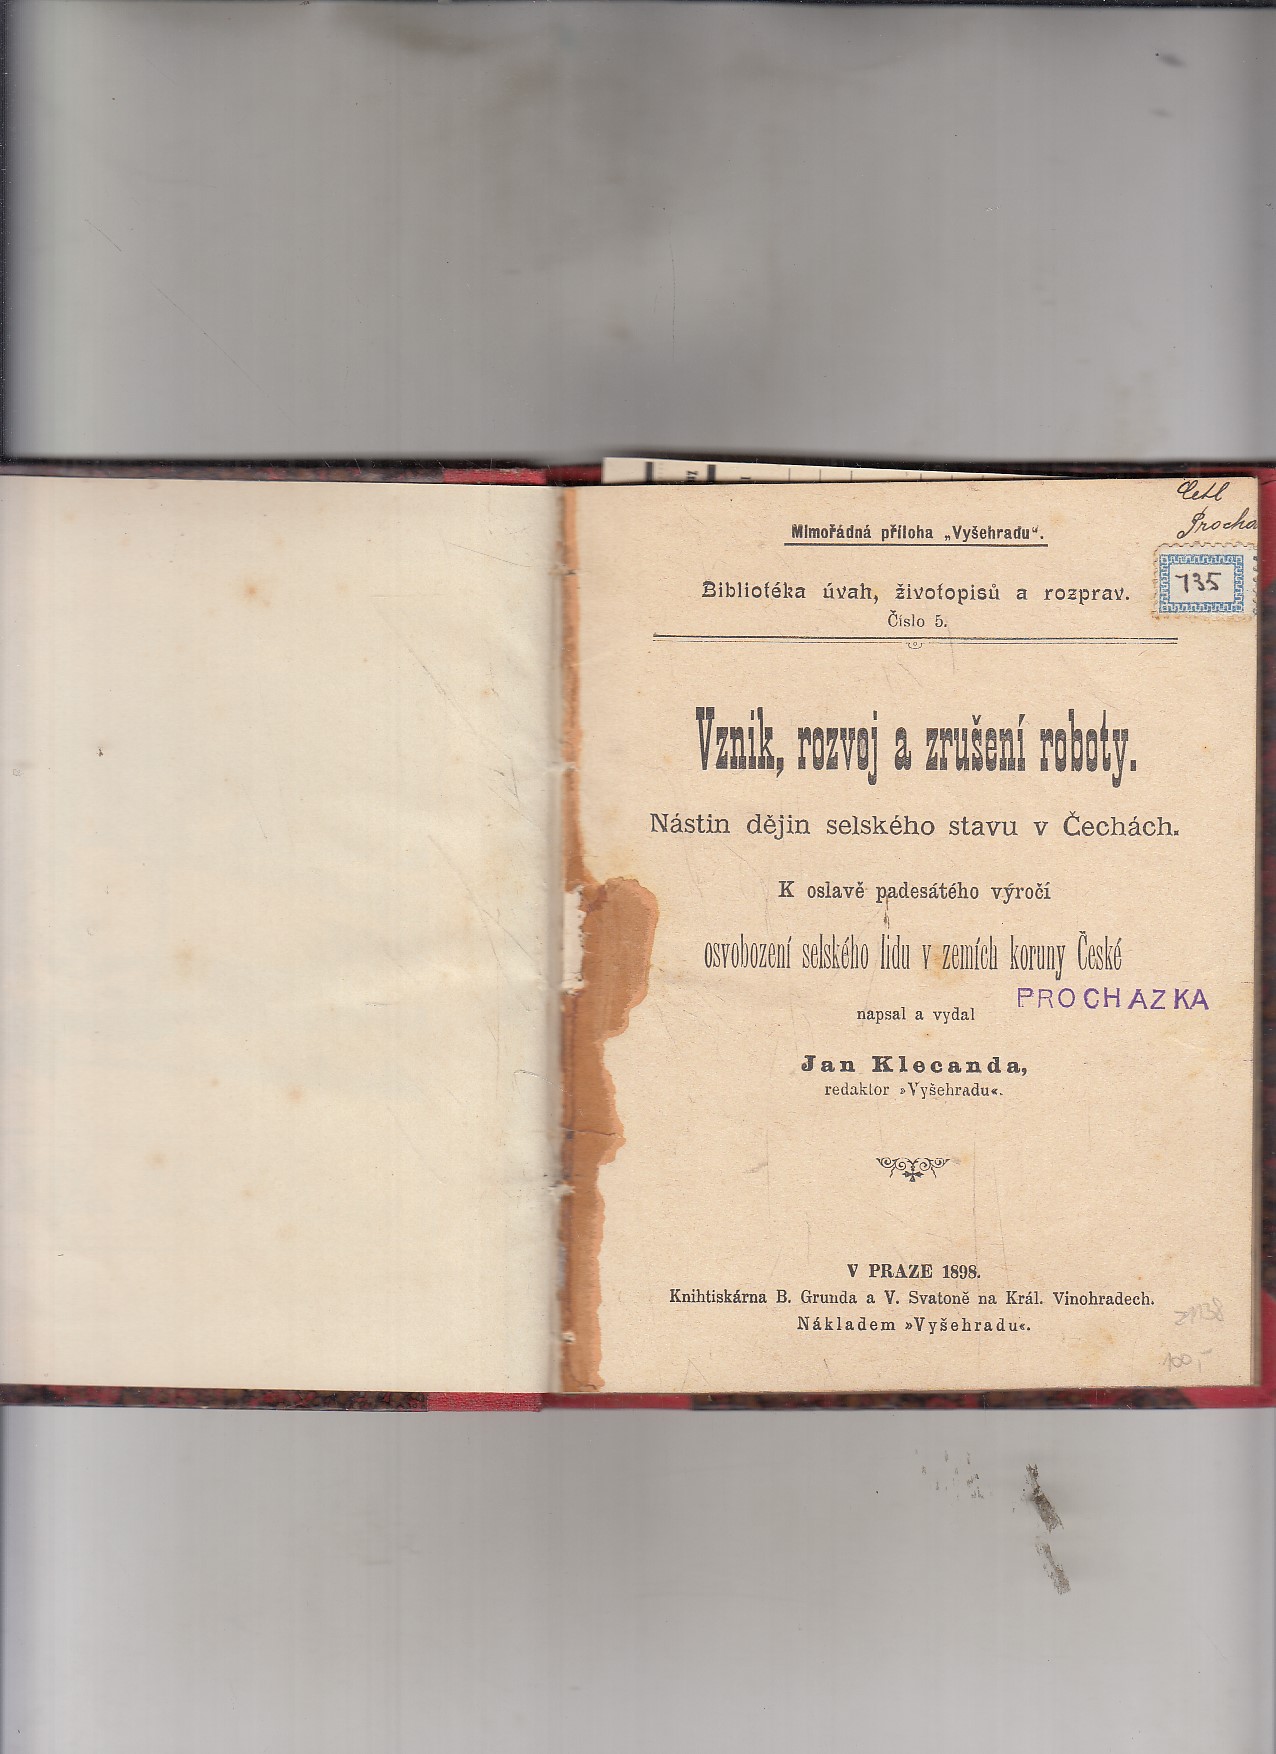 Procha
Mimořádná příloha „Vyšehradu“.
735
Bibliotéka úvah, životopisů a rozprav.
Číslo 5.
Vznik, rozvoj a zrušení roboty.
Nástin dějin selského stavu v Čechách.
K oslavě padesátého výročí
osvobození selského lidu v zemích koruny České
PROCHAZKA
napsal a vydal
Jan Klecanda,
redaktor »Vyšehradu«.
V PRAZE 1898.
Knihtiskárna B. Grunda a V. Svatoně na Král. Vinohradech.
Nákladem »Vyšehradu«.
100,-